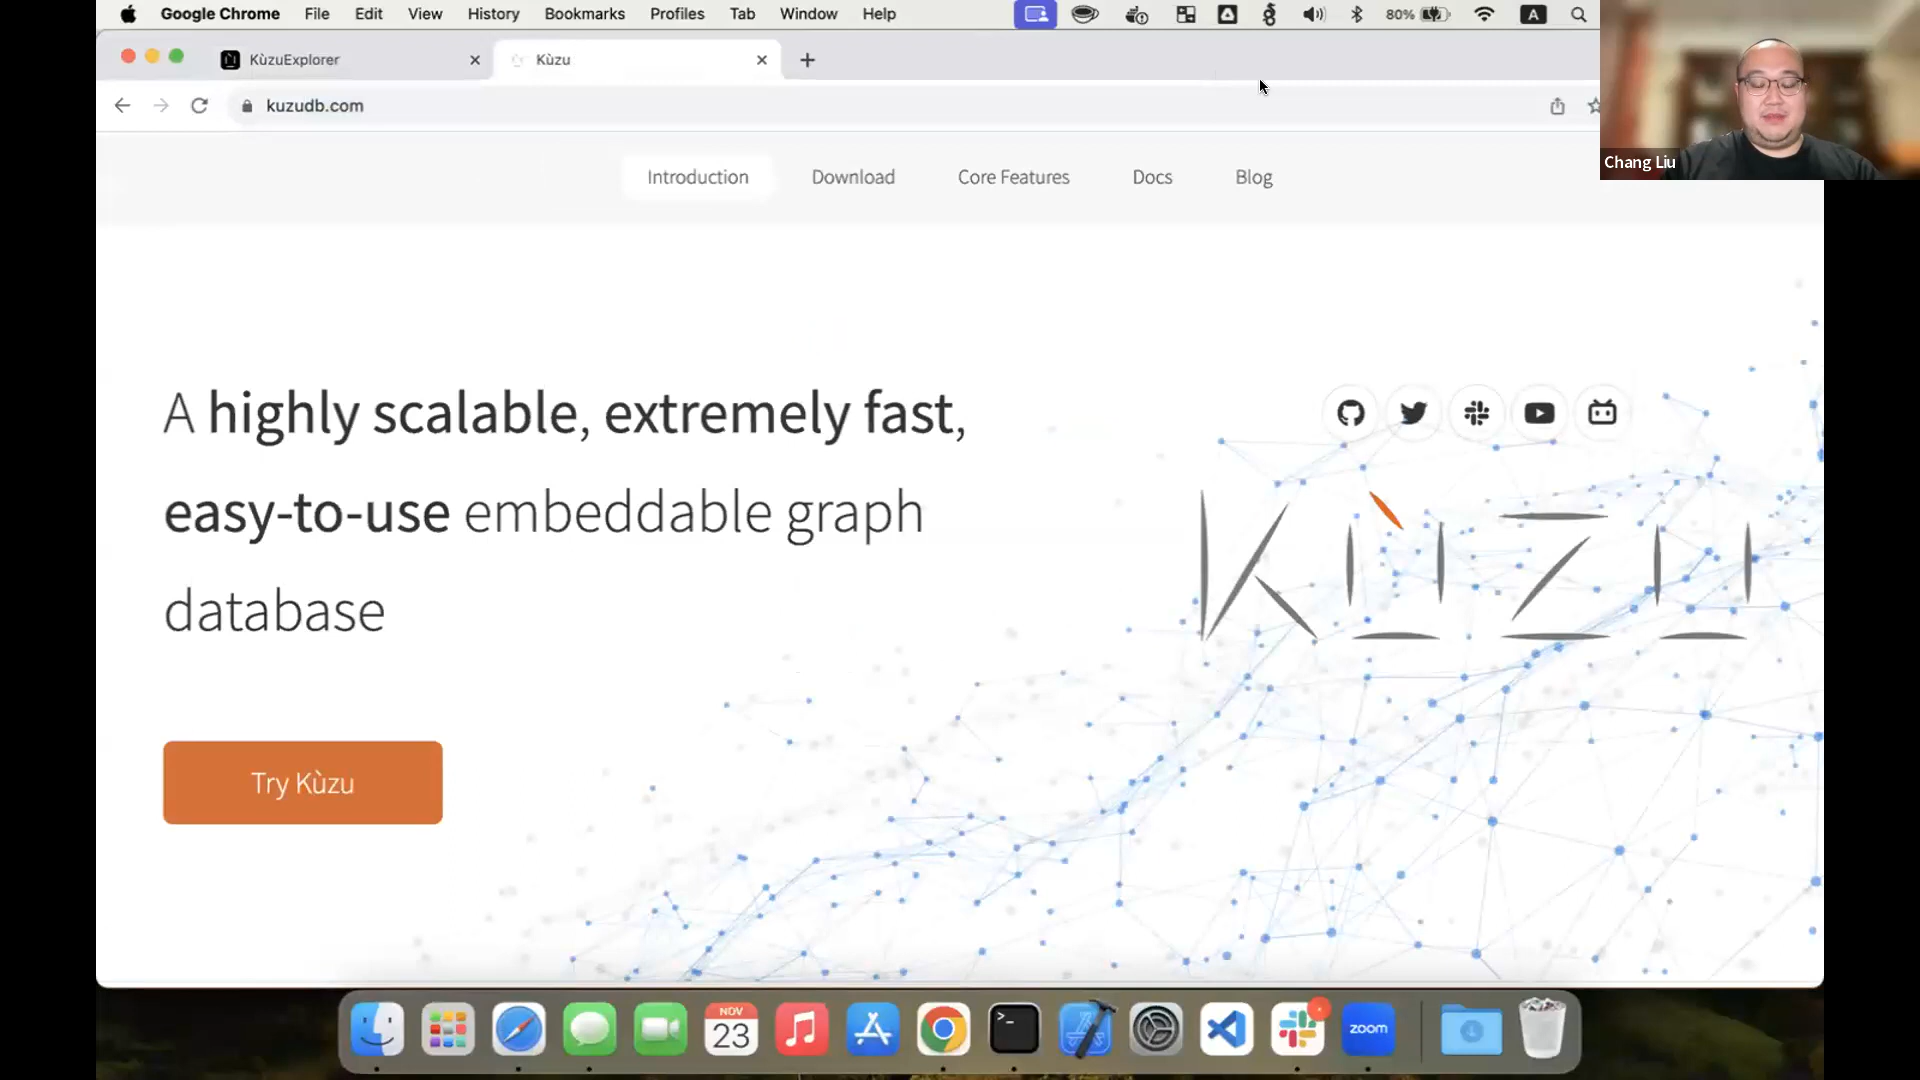 Google Chrome File Edit View History Bookmarks Profiles Tab Window Help 80% A
KùzuExplorer Kùzu
kuzudb.com
Chang Liu
Introduction Download Core Features Docs Blog
A highly scalable, extremely fast,
easy-to-use embeddable graph
database
KÙZU
Try Kùzu
NOV
23
zoom